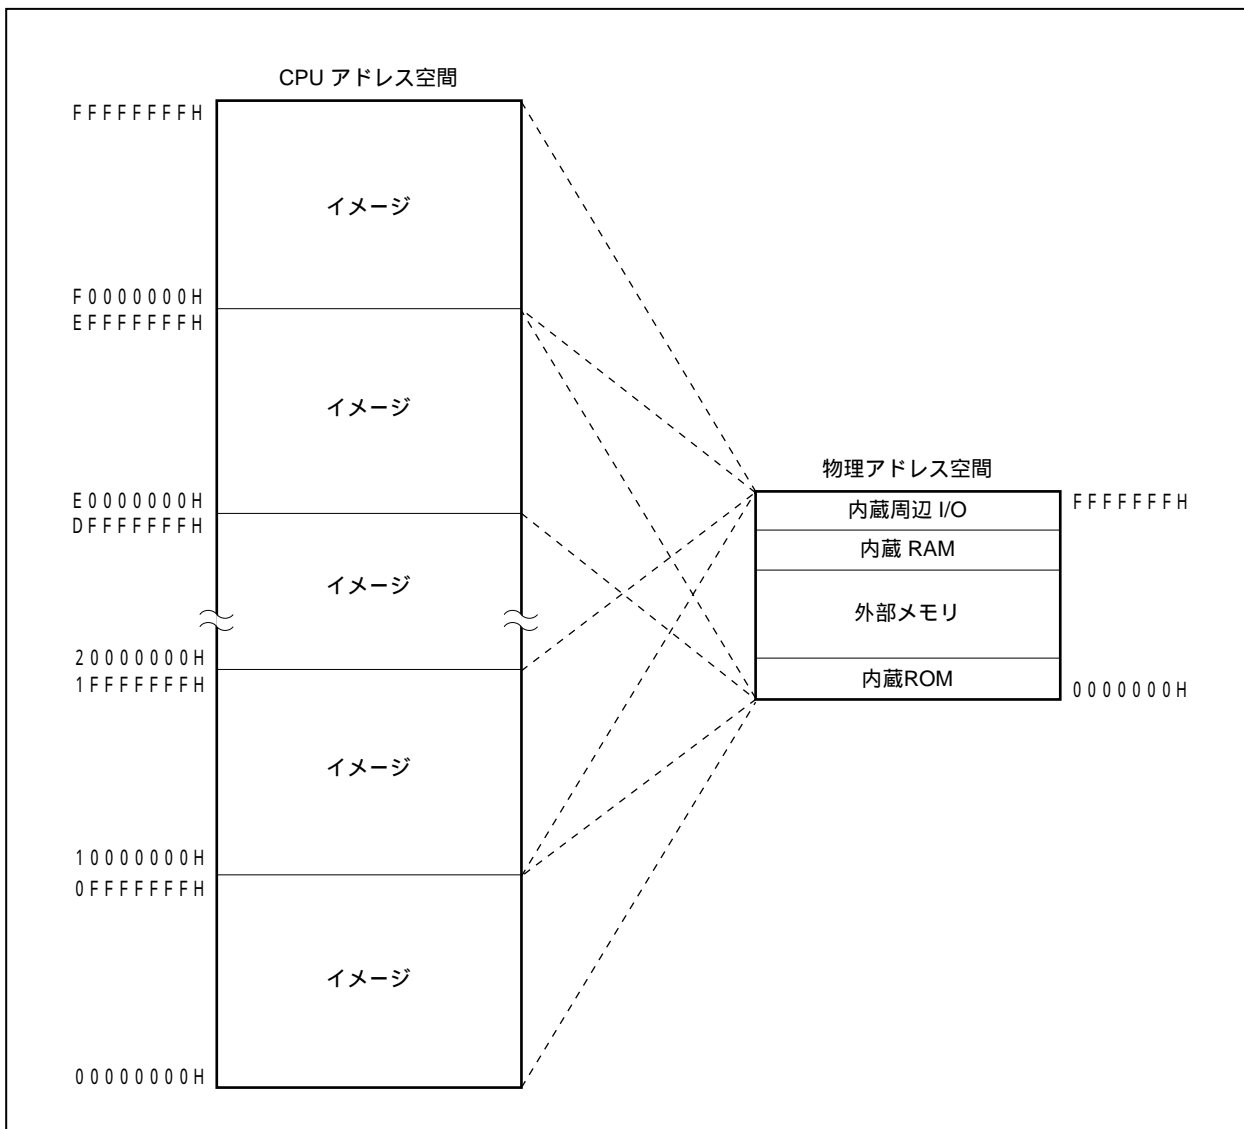 CPU アドレス空間
FFFFFFFFH
イメージ
F0000000H
EFFFFFFFH
イメージ
E0000000H
DFFFFFFFH
イメージ
20000000H
1FFFFFFFH
イメージ
10000000H
0FFFFFFFH
イメージ
00000000H
物理アドレス空間
内蔵周辺 I/O
FFFFFFFH
内蔵 RAM
外部メモリ
内蔵ROM
0000000H